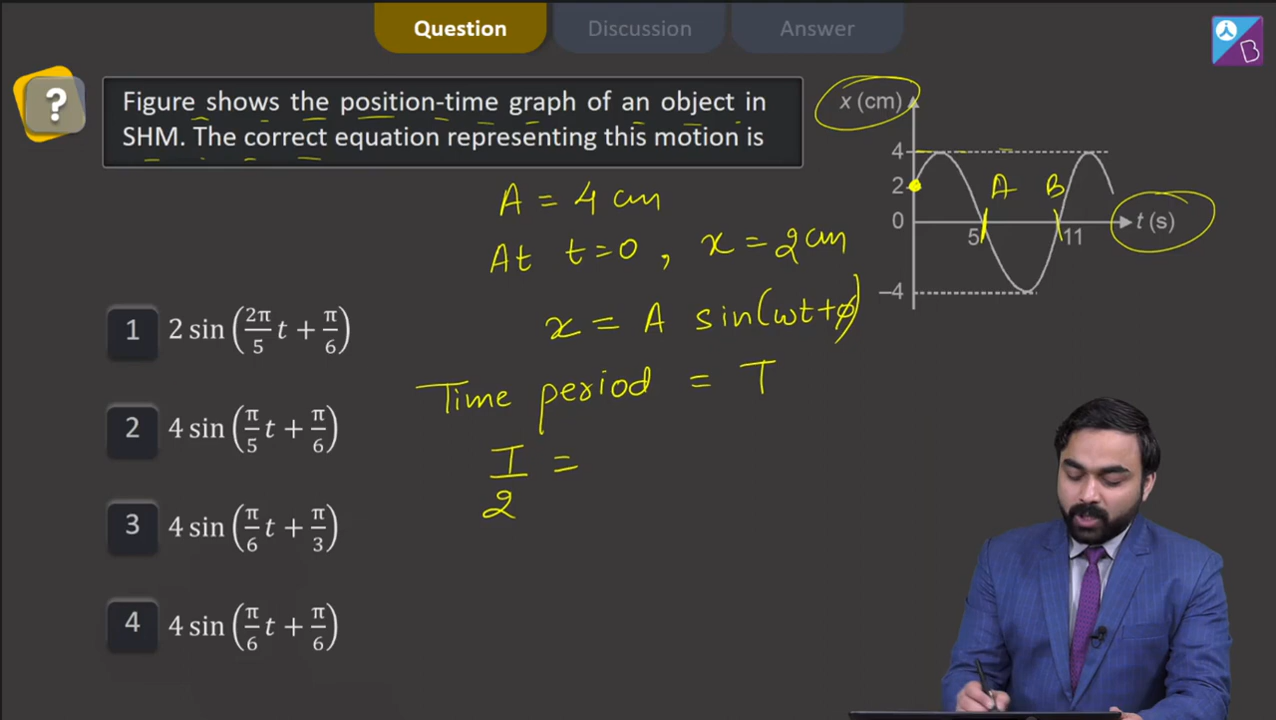 Question
Discussion
Answer
?
Figure shows the position-time graph of an object in
SHM. The correct equation representing this motion is
x (cm)
4
2
0
–4
5
11
t (s)
A
B
A = 4 cm
At t=0 , x = 2cm
x = A sin(ωt+φ)
Time period = T
T/2 =
1 2 sin (2π/5 t + π/6)
2 4 sin (π/5 t + π/6)
3 4 sin (π/6 t + π/3)
4 4 sin (π/6 t + π/6)
B